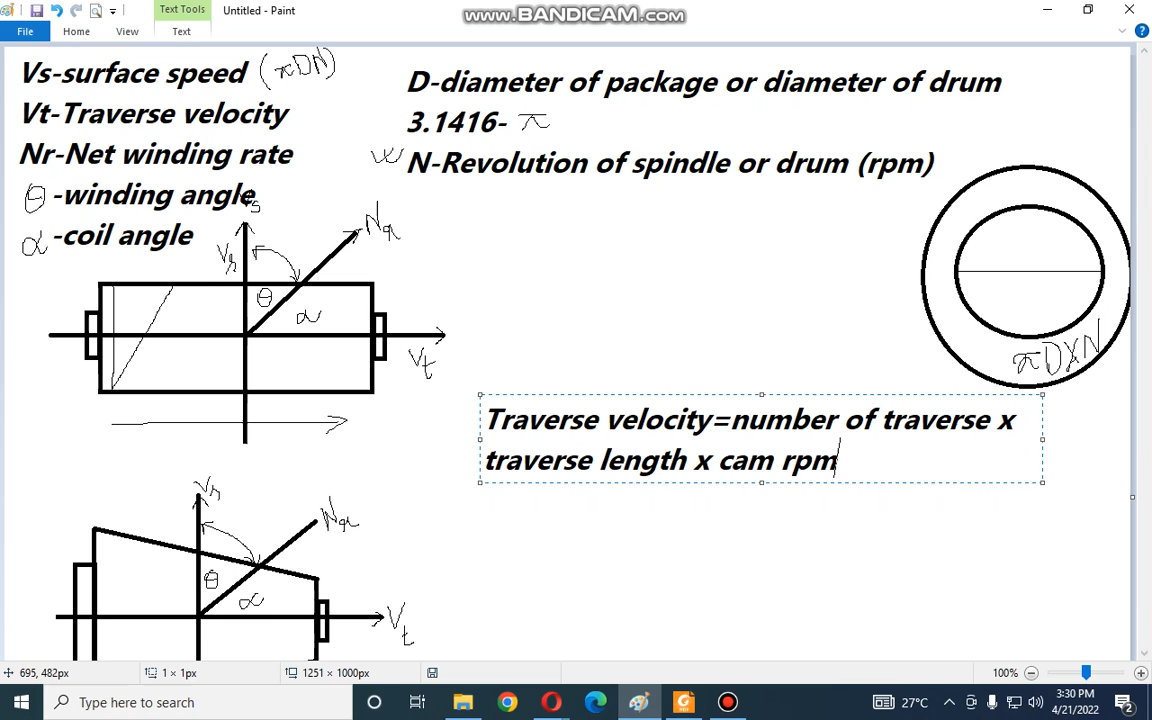 Untitled - Paint
Text Tools
WWW.BANDICAM.COM
File
Home
View
Text
Vs-surface speed (πDN)
Vt-Traverse velocity
Nr-Net winding rate
θ -winding angle
α -coil angle
D-diameter of package or diameter of drum
3.1416- π
N-Revolution of spindle or drum (rpm)
Vs
θ
α
Vt
πDXN
Traverse velocity=number of traverse x
traverse length x cam rpm
θ
α
Vt
695, 482px
1 × 1px
1251 × 1000px
100%
Type here to search
27°C
3:30 PM
4/21/2022
2